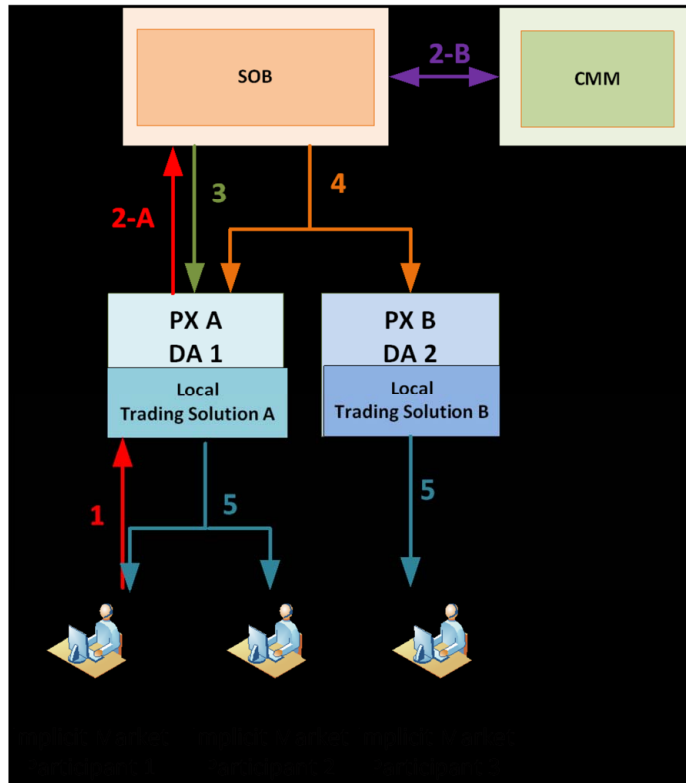 2-B
SOB
CMM
3
4
2-A
PX A
DA 1
PX B
DA 2
Local
Trading Solution A
Local
Trading Solution B
1
5
5